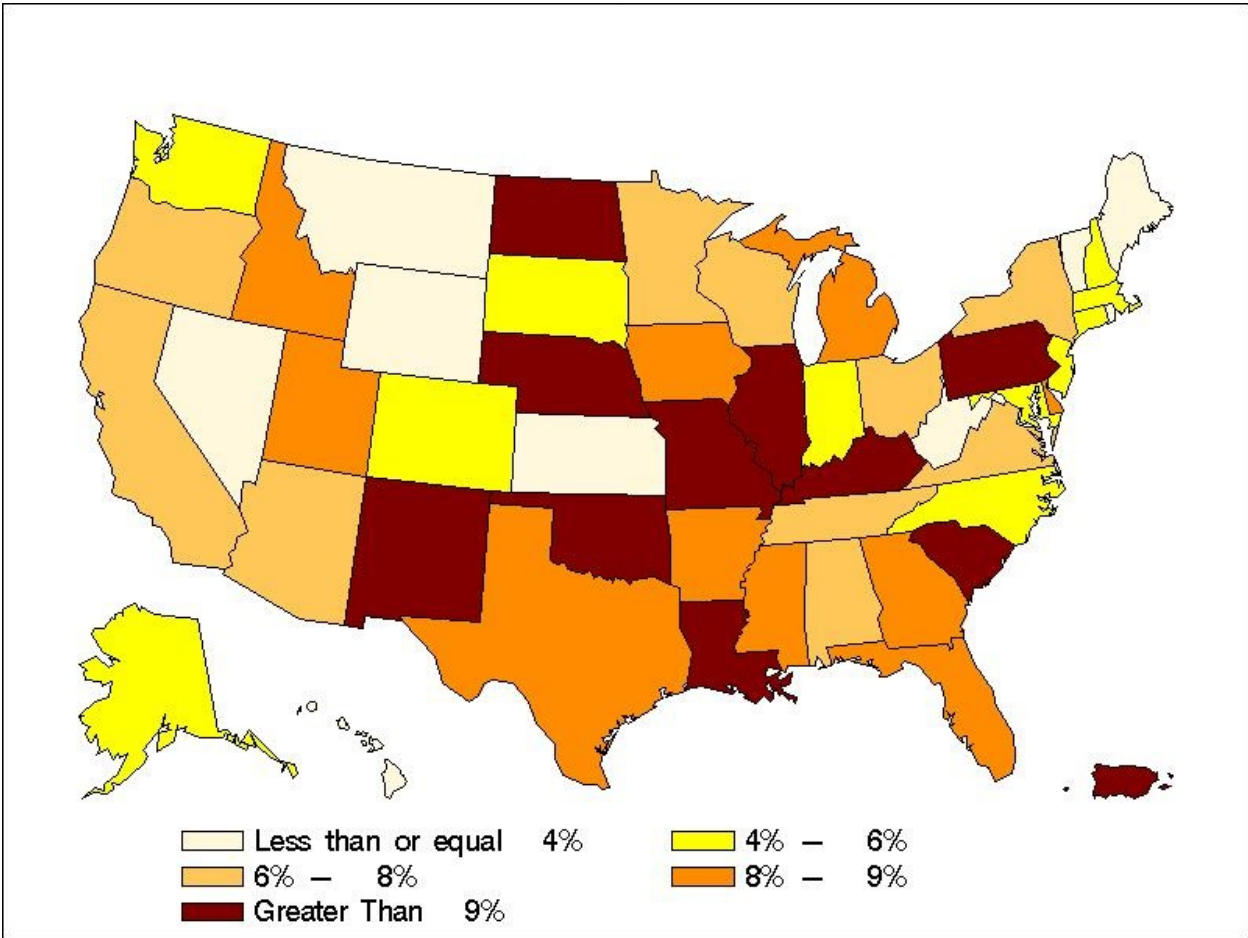 Less than or equal 4%
4% – 6%
6% – 8%
8% – 9%
Greater Than 9%